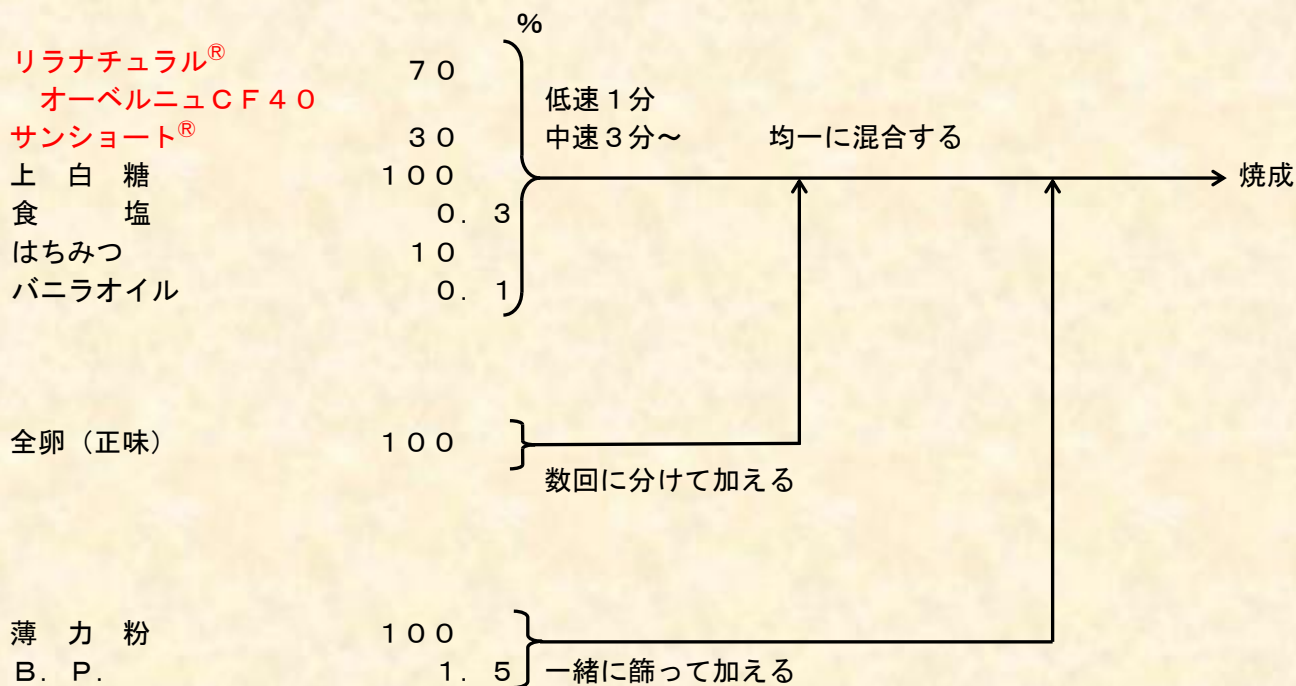 %
リラナチュラル® 70
オーベルニュCF40
低速1分
サンショート® 30 中速3分～ 均一に混合する
上 白 糖 100 焼成
食 塩 0.3
はちみつ 10
バニラオイル 0.1
全卵（正味） 100
数回に分けて加える
薄 力 粉 100
B.P. 1.5 一緒に篩って加える